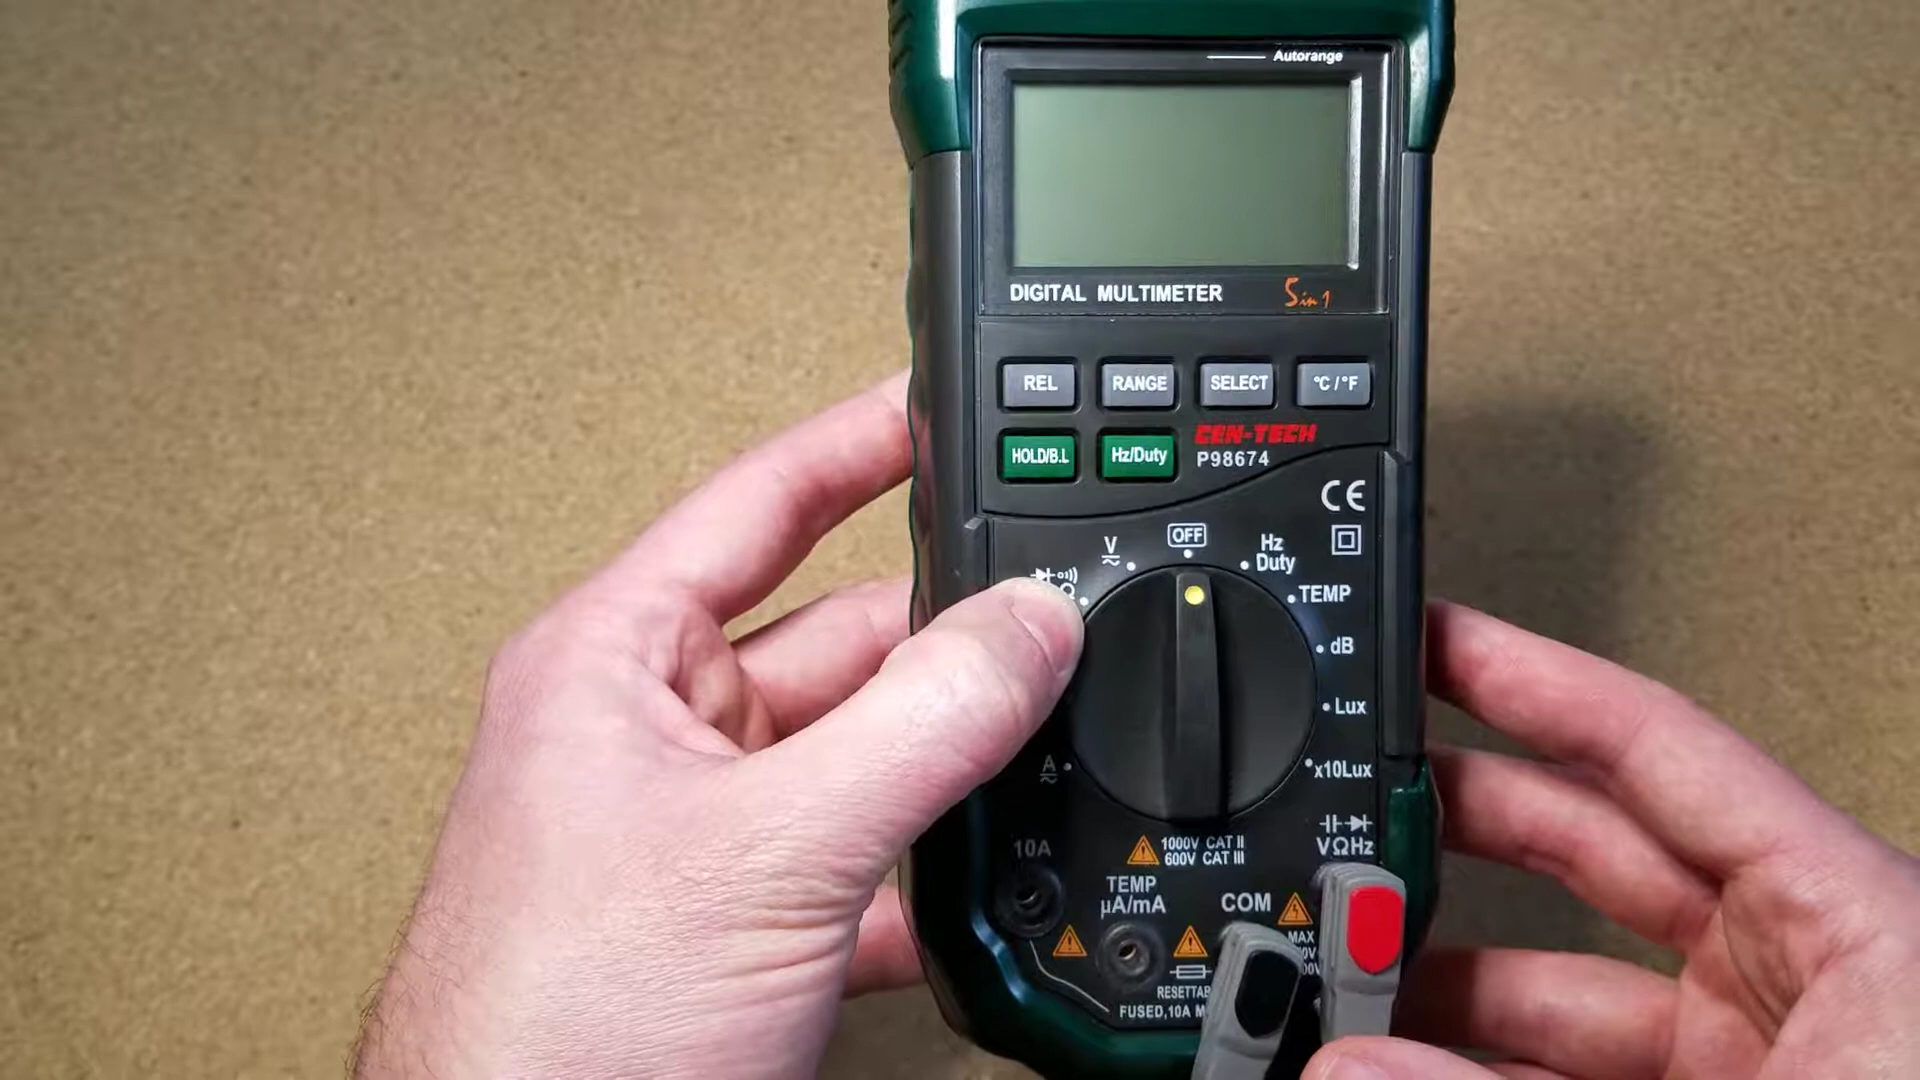 Autorange
DIGITAL MULTIMETER
5 in 1
REL RANGE SELECT °C/°F
HOLD/B.L Hz/Duty
CEN-TECH
P98674
CE
OFF
V
Hz
Duty
Ω
TEMP
dB
Lux
A
x10Lux
10A
1000V CAT II
600V CAT III
VΩHz
TEMP
µA/mA
COM
MAX
FUSED,10A